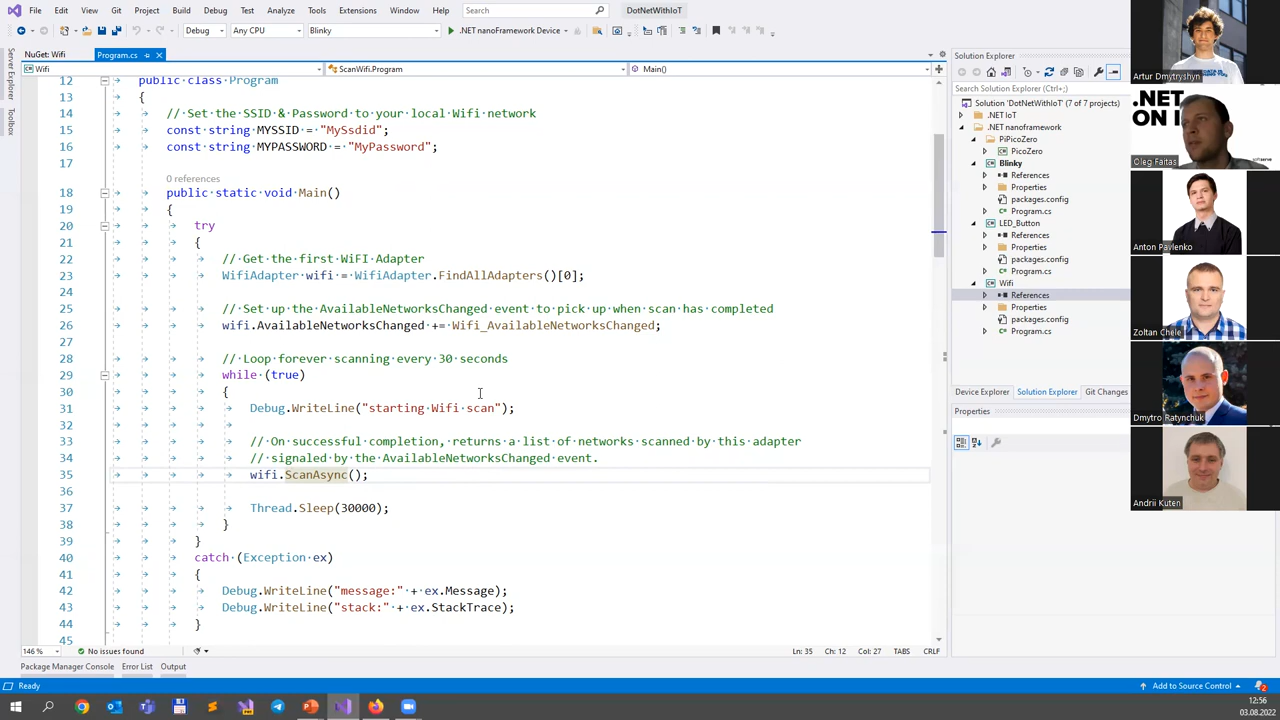 File Edit View Git Project Build Debug Test Analyze Tools Extensions Window Help Search DotNetWithIoT
Debug Any CPU Blinky .NET nanoFramework Device
Server Explorer
Toolbox
NuGet: Wifi Program.cs
Wifi ScanWifi.Program Main()
12 public class Program
13 {
14 // Set the SSID & Password to your local Wifi network
15 const string MYSSID = "MySsdid";
16 const string MYPASSWORD = "MyPassword";
17
0 references
18 public static void Main()
19 {
20 try
21 {
22 // Get the first WiFI Adapter
23 WifiAdapter wifi = WifiAdapter.FindAllAdapters()[0];
24
25 // Set up the AvailableNetworksChanged event to pick up when scan has completed
26 wifi.AvailableNetworksChanged += Wifi_AvailableNetworksChanged;
27
28 // Loop forever scanning every 30 seconds
29 while (true)
30 {
31 Debug.WriteLine("starting Wifi scan");
32
33 // On successful completion, returns a list of networks scanned by this adapter
34 // signaled by the AvailableNetworksChanged event.
35 wifi.ScanAsync();
36
37 Thread.Sleep(30000);
38 }
39 }
40 catch (Exception ex)
41 {
42 Debug.WriteLine("message:" + ex.Message);
43 Debug.WriteLine("stack:" + ex.StackTrace);
44 }
45
146 % No issues found Ln: 35 Ch: 12 Col: 27 TABS CRLF
Package Manager Console Error List Output
Ready Add to Source Control 2
Solution Explorer
Search Solution Explorer (Ctrl+;)
Solution 'DotNetWithIoT' (7 of 7 projects)
.NET IoT
.NET nanoframework
PiPicoZero
PicoZero
Blinky
References
Properties
packages.config
Program.cs
LED_Button
References
Properties
packages.config
Program.cs
Wifi
References
Properties
packages.config
Program.cs
Device Explorer Solution Explorer Git Changes
Properties
Artur Dmytryshyn
.NET
ON I
Oleg Faitas
Anton Pavlenko
Zoltan Chele
Dmytro Ratynchuk
Andrii Kuten
12:56
03.08.2022